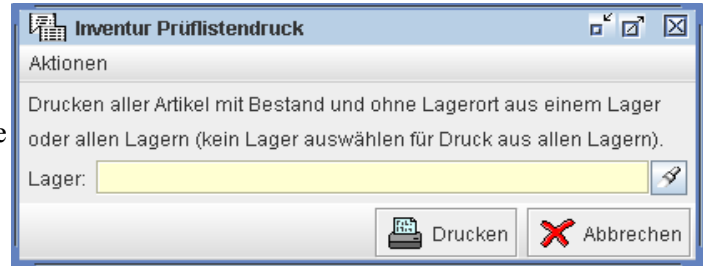 Inventur Prüflistendruck
Aktionen
Drucken aller Artikel mit Bestand und ohne Lagerort aus einem Lager
e oder allen Lagern (kein Lager auswählen für Druck aus allen Lagern).
Lager:
Drucken Abbrechen